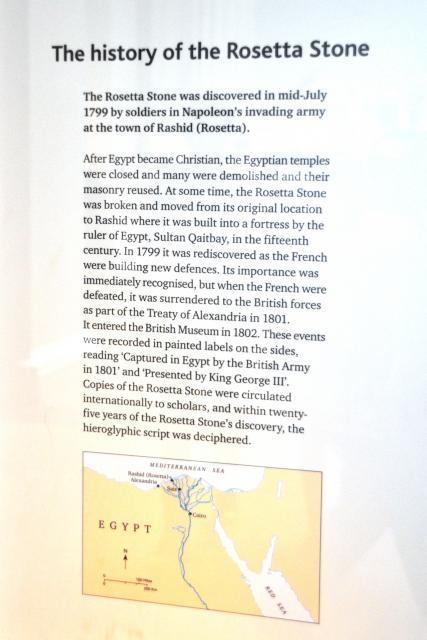 The history of the Rosetta Stone
The Rosetta Stone was discovered in mid-July
1799 by soldiers in Napoleon's invading army
at the town of Rashid (Rosetta).
After Egypt became Christian, the Egyptian temples
were closed and many were demolished and their
masonry reused. At some time, the Rosetta Stone
was broken and moved from its original location
to Rashid where it was built into a fortress by the
ruler of Egypt, Sultan Qaitbay, in the fifteenth
century. In 1799 it was rediscovered as the French
were building new defences. Its importance was
immediately recognised, but when the French were
defeated, it was surrendered to the British forces
as part of the Treaty of Alexandria in 1801.
It entered the British Museum in 1802. These events
were recorded in painted labels on the sides,
reading 'Captured in Egypt by the British Army
in 1801' and 'Presented by King George III'.
Copies of the Rosetta Stone were circulated
internationally to scholars, and within twenty-
five years of the Rosetta Stone's discovery, the
hieroglyphic script was deciphered.
MEDITERRANEAN SEA
Rashid (Rosetta)
Alexandria
Sais
Cairo
EGYPT
N
0 100 Miles
0 200 Km
RED SEA